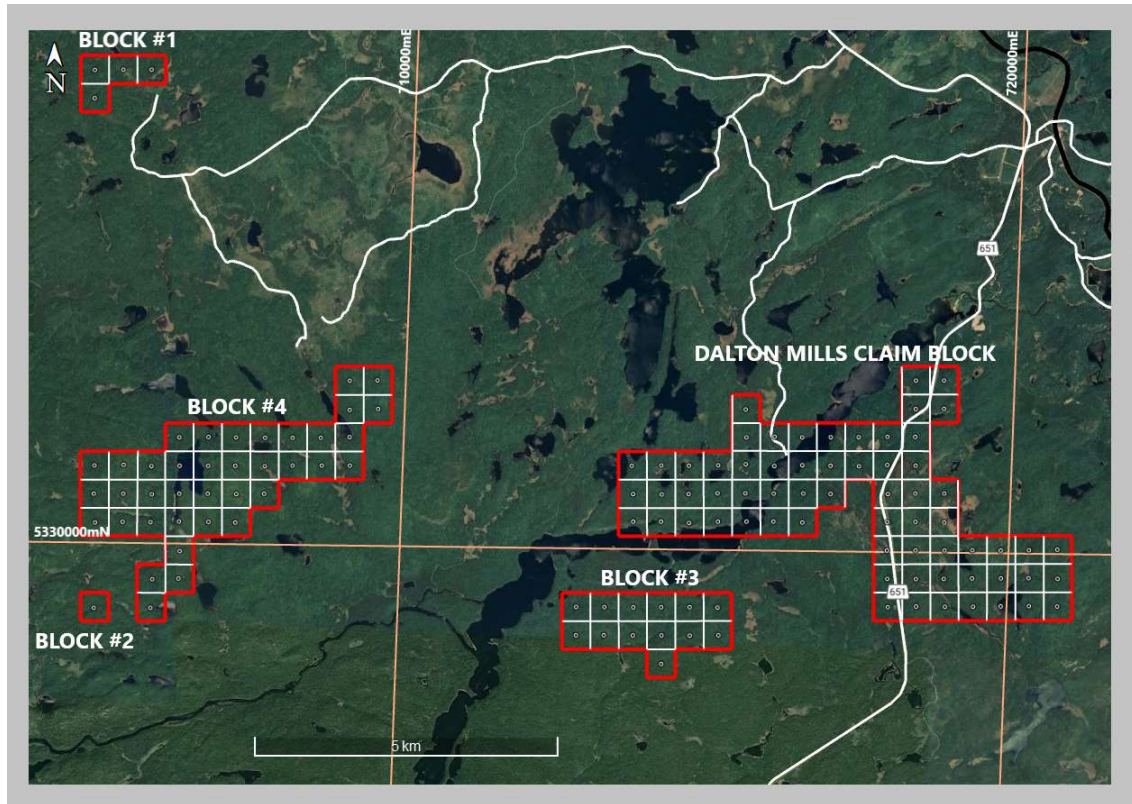 BLOCK #1
N
710000mE
720000mE
651
DALTON MILLS CLAIM BLOCK
BLOCK #4
5330000mN
BLOCK #3
651
BLOCK #2
5 km